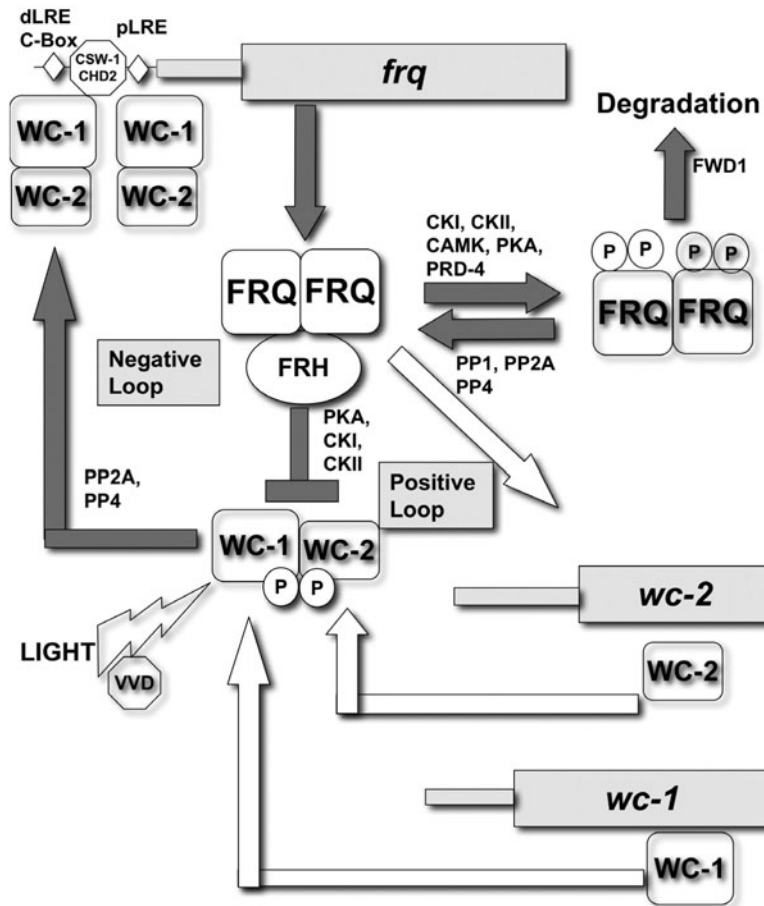 dLRE
C-Box
pLRE
CSW-1
CHD2
frq
WC-1
WC-1
WC-2
WC-2
Degradation
FWD1
P
P
P
P
FRQ
FRQ
CKI, CKII,
CAMK, PKA,
PRD-4
FRQ
FRQ
PP1, PP2A
PP4
Negative
Loop
FRH
PKA,
CKI,
CKII
Positive
Loop
PP2A,
PP4
WC-1
WC-2
P
P
wc-2
LIGHT
VVD
WC-2
wc-1
WC-1